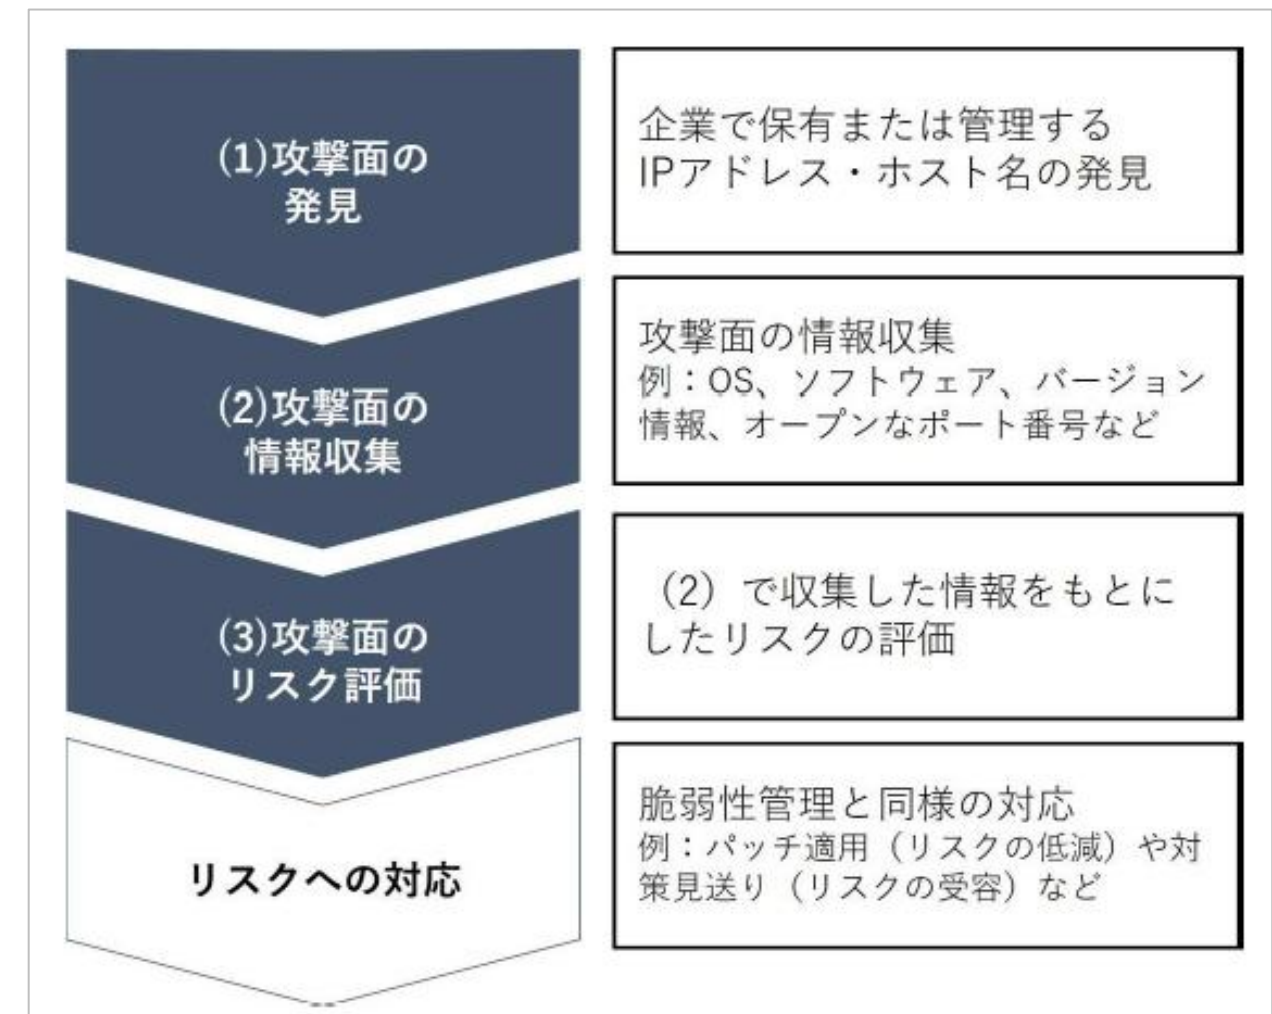 (1)攻撃面の
発見
企業で保有または管理する
IPアドレス・ホスト名の発見
(2)攻撃面の
情報収集
攻撃面の情報収集
例：OS、ソフトウェア、バージョン
情報、オープンなポート番号など
(3)攻撃面の
リスク評価
（2）で収集した情報をもとに
したリスクの評価
リスクへの対応
脆弱性管理と同様の対応
例：パッチ適用（リスクの低減）や対
策見送り（リスクの受容）など